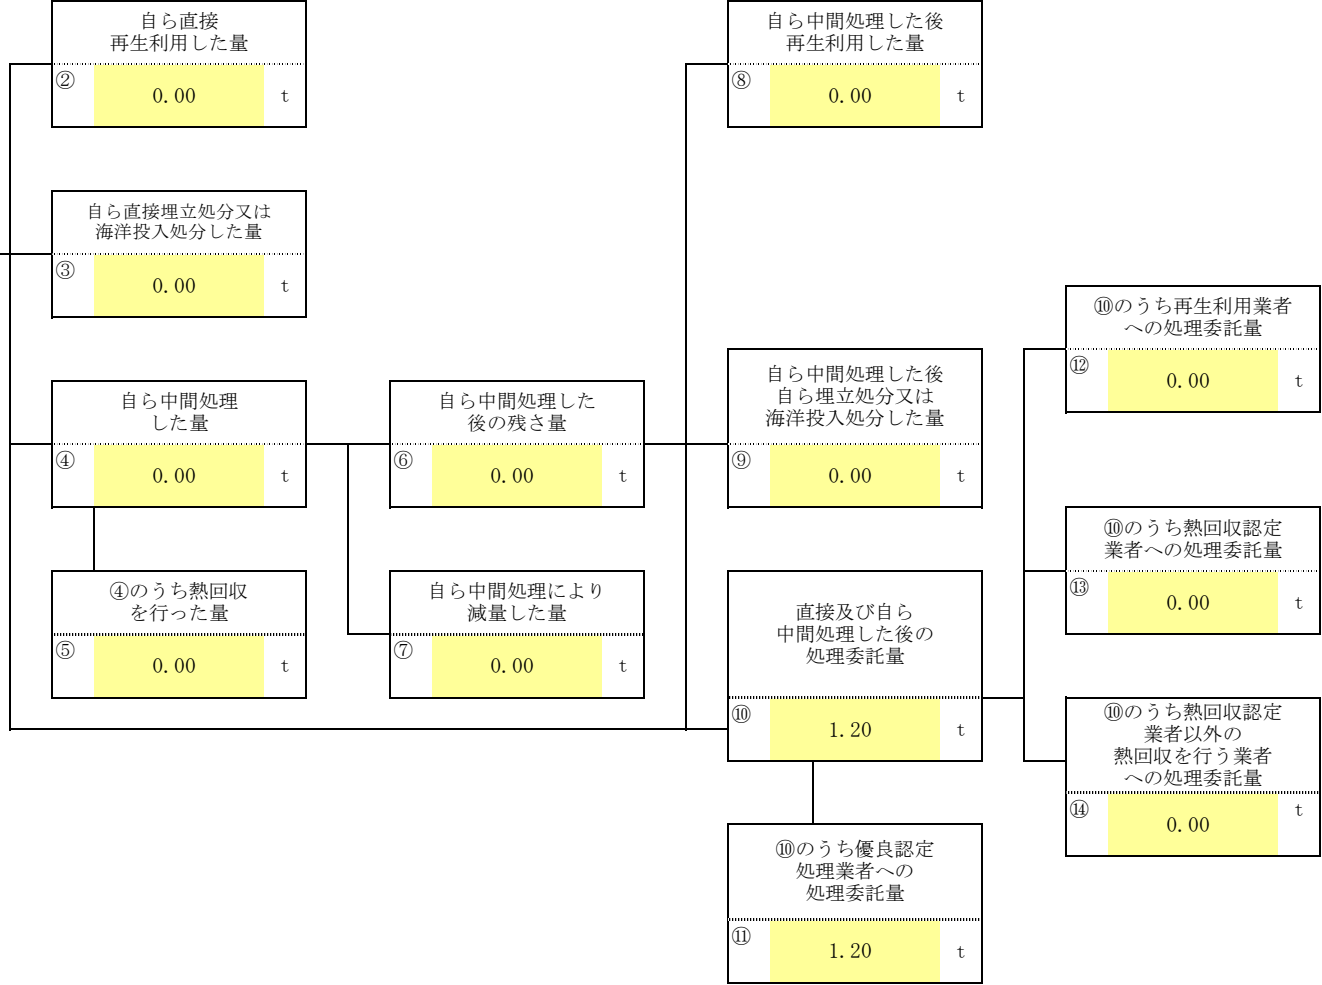 自ら直接
再生利用した量
②
0.00
t
自ら直接埋立処分又は
海洋投入処分した量
③
0.00
t
自ら中間処理
した量
④
0.00
t
④のうち熱回収
を行った量
⑤
0.00
t
自ら中間処理した
後の残さ量
⑥
0.00
t
自ら中間処理により
減量した量
⑦
0.00
t
自ら中間処理した後
再生利用した量
⑧
0.00
t
自ら中間処理した後
自ら埋立処分又は
海洋投入処分した量
⑨
0.00
t
直接及び自ら
中間処理した後の
処理委託量
⑩
1.20
t
⑩のうち優良認定
処理業者への
処理委託量
⑪
1.20
t
⑩のうち再生利用業者
への処理委託量
⑫
0.00
t
⑩のうち熱回収認定
業者への処理委託量
⑬
0.00
t
⑩のうち熱回収認定
業者以外の
熱回収を行う業者
への処理委託量
⑭
0.00
t